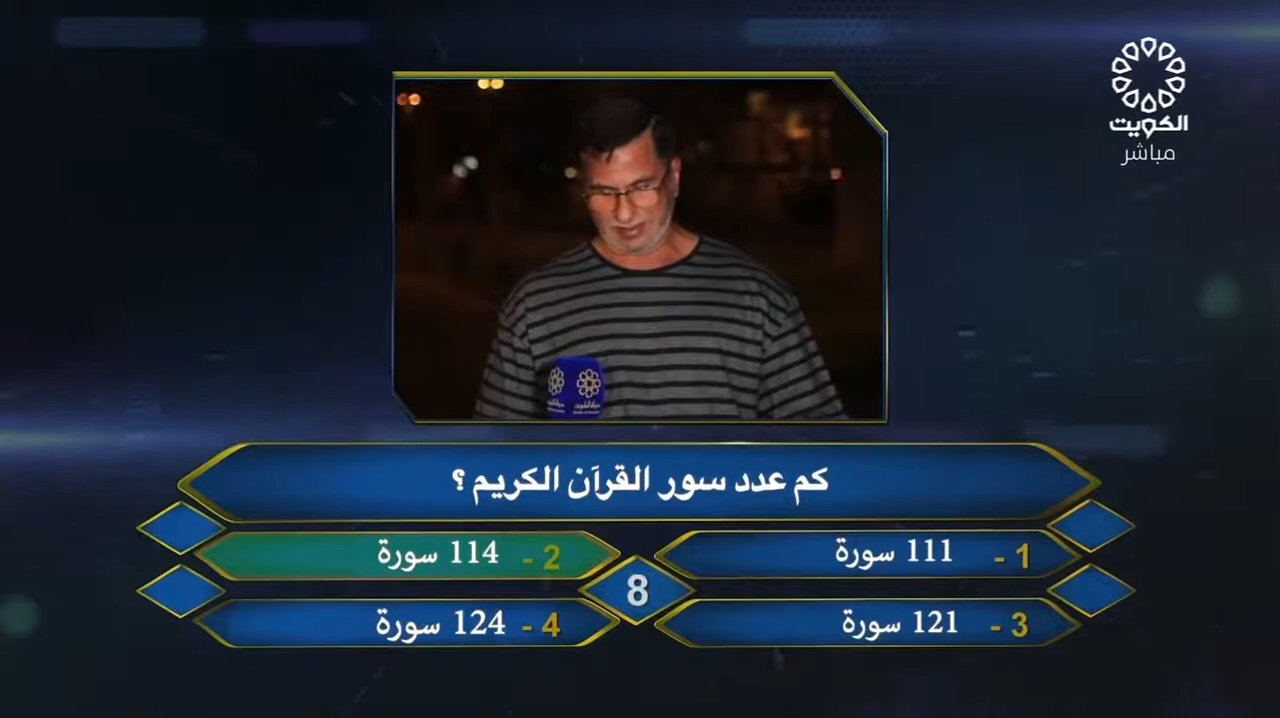 الكويت
مباشر
كم عدد سور القرآن الكريم ؟
1 - 111 سورة
2 - 114 سورة
8
3 - 121 سورة
4 - 124 سورة